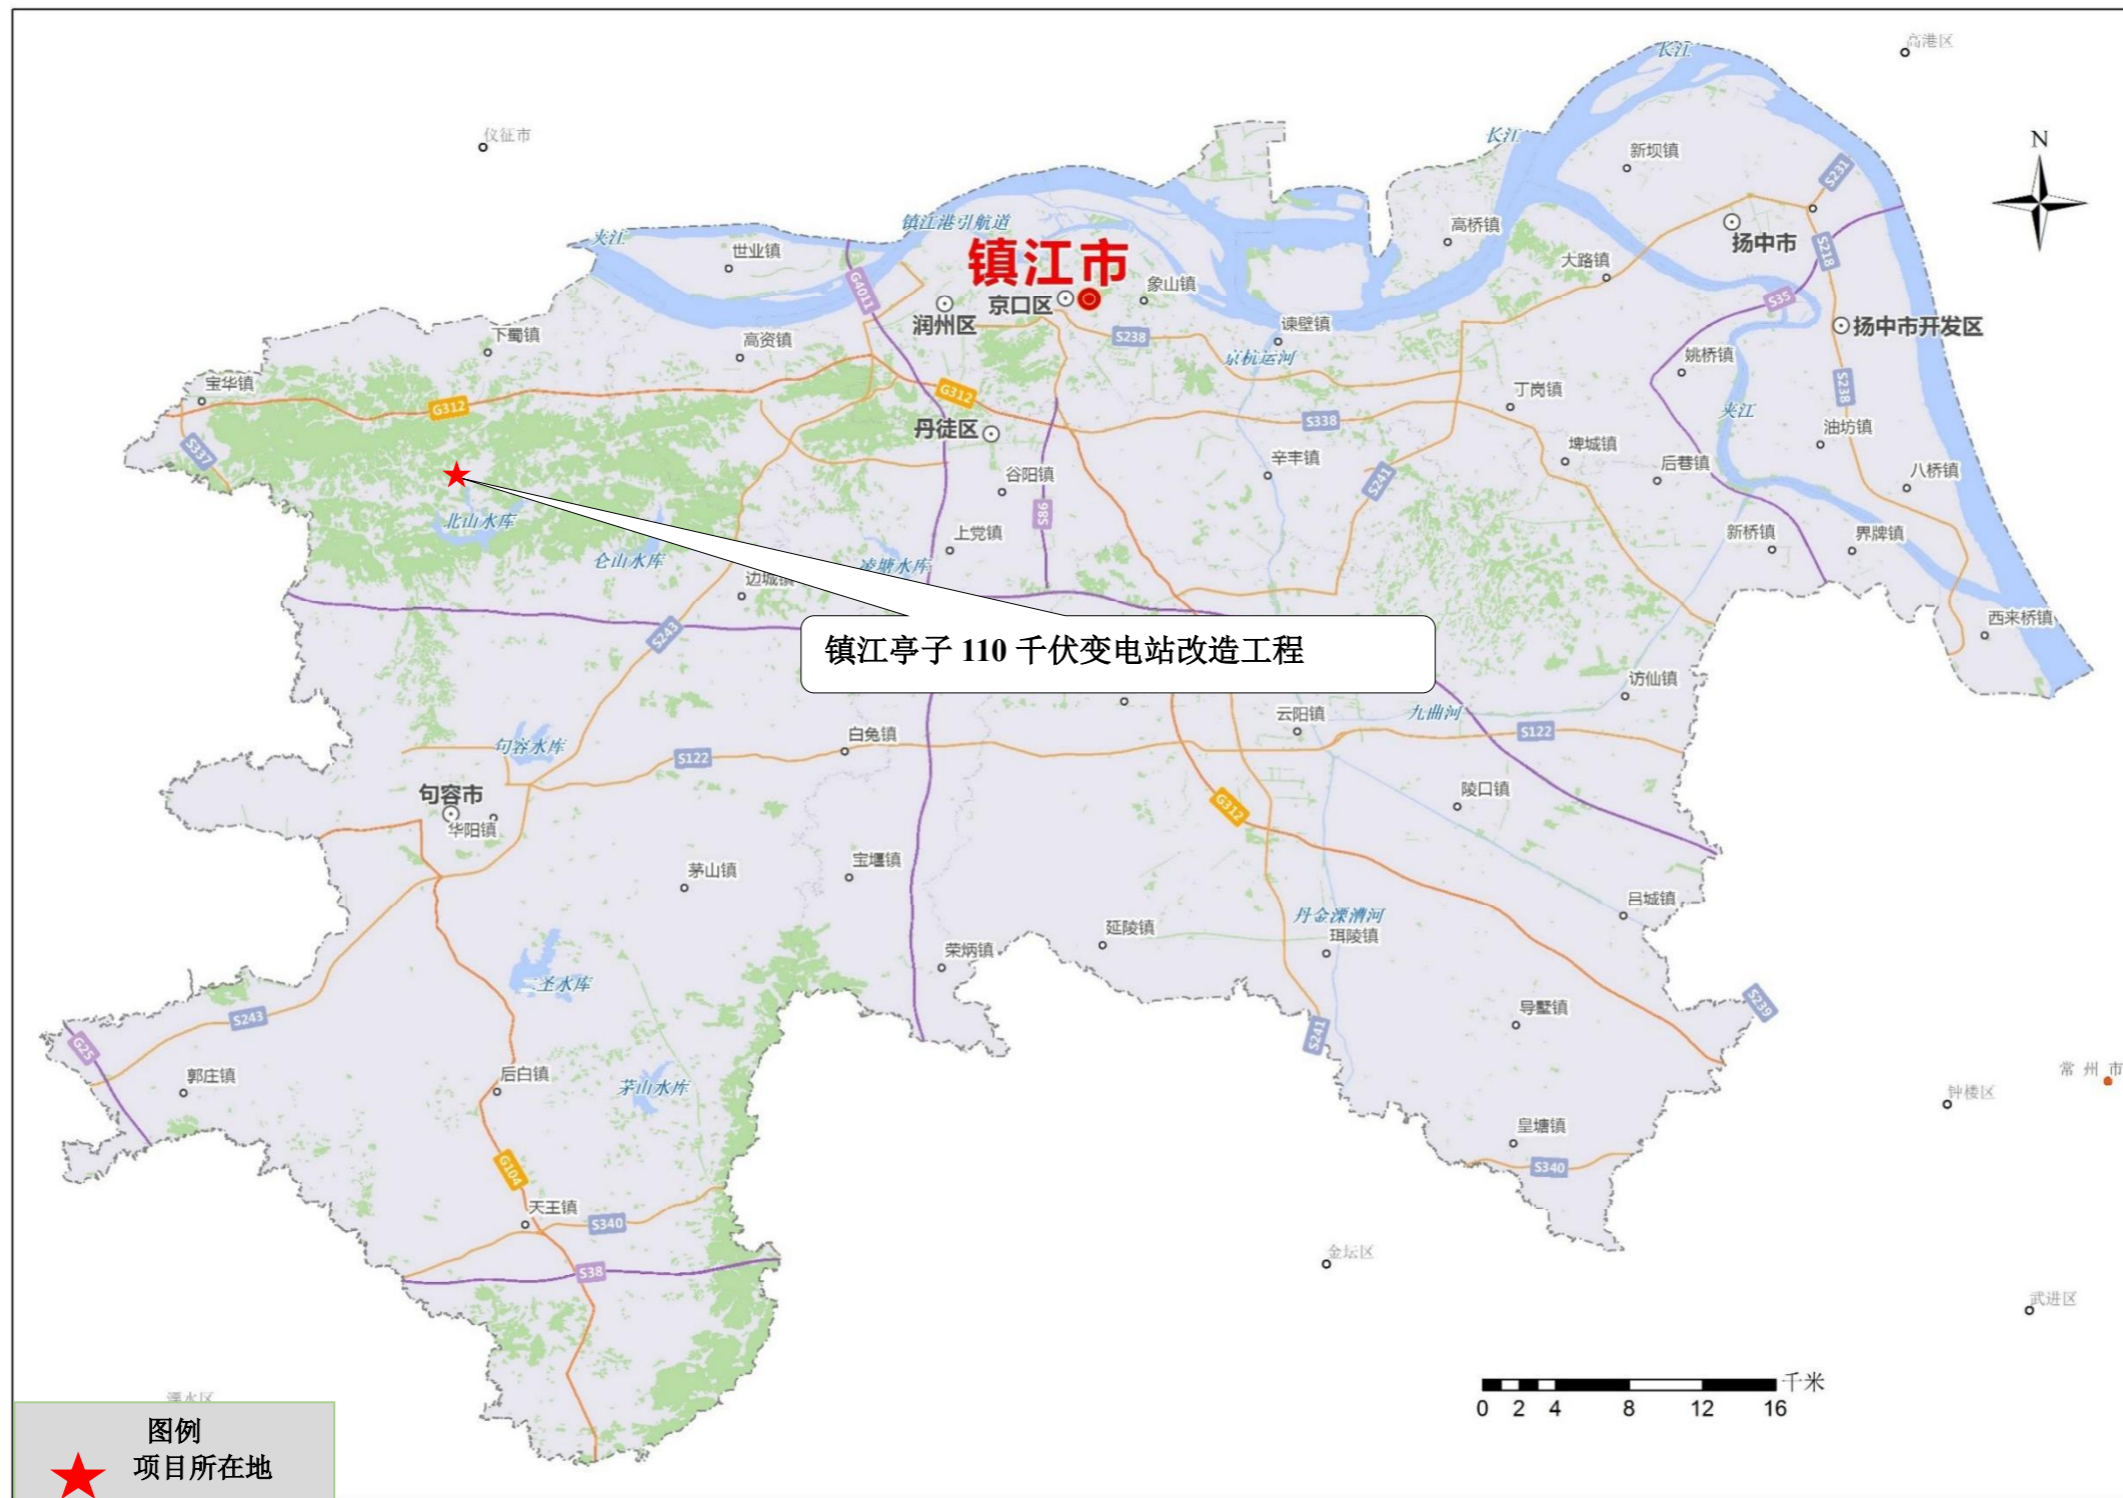 长江
高港区
仪征市
长江
新坝镇
N
S231
镇江港引航道
夹江
世业镇
镇江市
高桥镇
扬中市
大路镇
S218
G4011
京口区
象山镇
S35
润州区
谏壁镇
扬中市开发区
下蜀镇
高资镇
S238
京杭运河
姚桥镇
宝华镇
G312
G312
丁岗镇
S238
夹江
S338
丹徒区
油坊镇
S337
辛丰镇
埤城镇
后巷镇
八桥镇
谷阳镇
S241
北山水库
S86
上党镇
新桥镇
界牌镇
仑山水库
凌塘水库
边城镇
西来桥镇
S243
镇江亭子 110 千伏变电站改造工程
访仙镇
云阳镇
九曲河
句容水库
白兔镇
S122
S122
句容市
陵口镇
G312
华阳镇
宝堰镇
茅山镇
吕城镇
丹金溧漕河
延陵镇
珥陵镇
荣炳镇
二圣水库
S243
导墅镇
S239
G25
S241
郭庄镇
后白镇
茅山水库
常州市
钟楼区
皇塘镇
G104
S340
天王镇
S340
金坛区
S38
武进区
千米
0 2 4 8 12 16
溧水区
图例
项目所在地